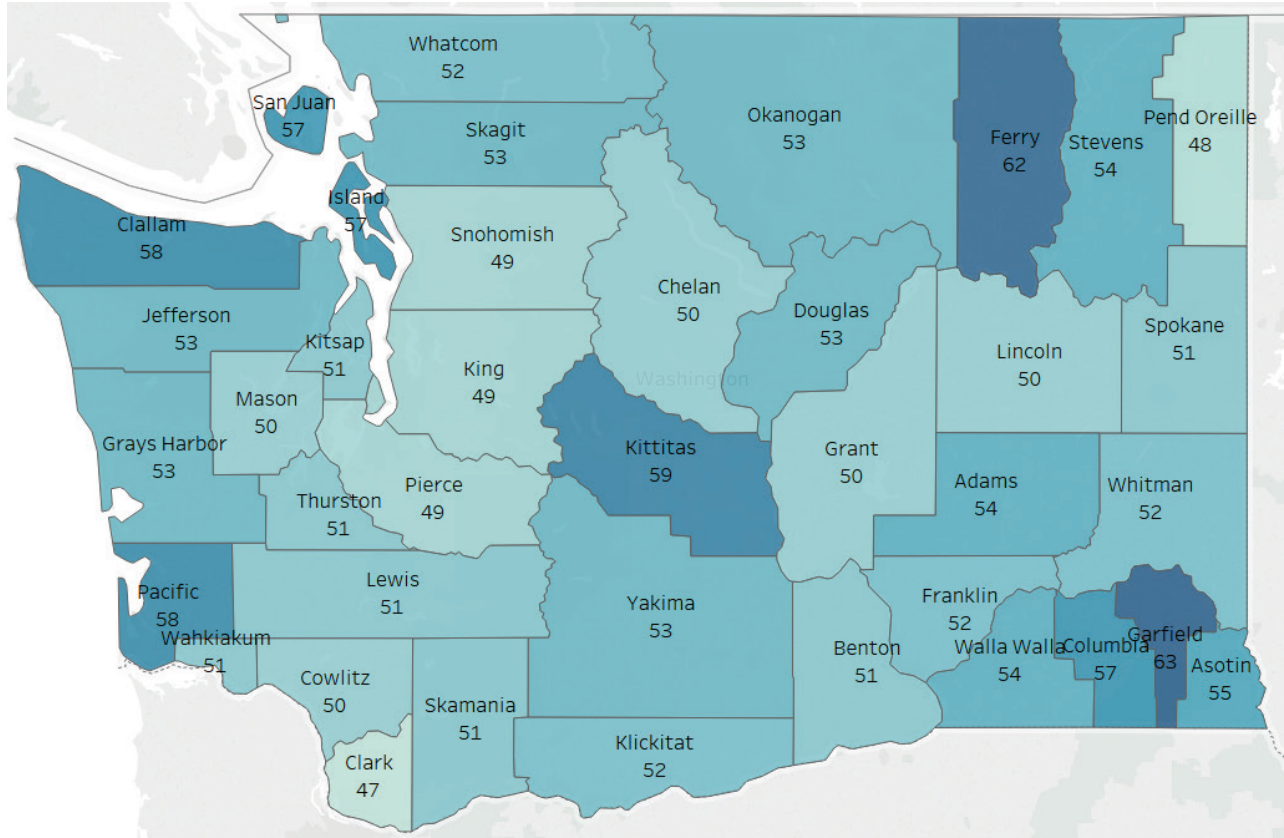 Whatcom
52
San Juan
57
Skagit
53
Okanogan
53
Ferry
62
Stevens
54
Pend Oreille
48
Island
57
Clallam
58
Snohomish
49
Chelan
50
Douglas
53
Jefferson
53
Kitsap
51
King
49
Lincoln
50
Spokane
51
Washington
Mason
50
Grays Harbor
53
Kittitas
59
Grant
50
Pierce
49
Thurston
51
Adams
54
Whitman
52
Lewis
51
Pacific
58
Yakima
53
Franklin
52
Wahkiakum
51
Benton
51
Walla Walla
54
Columbia
57
Garfield
63
Asotin
55
Cowlitz
50
Skamania
51
Klickitat
52
Clark
47